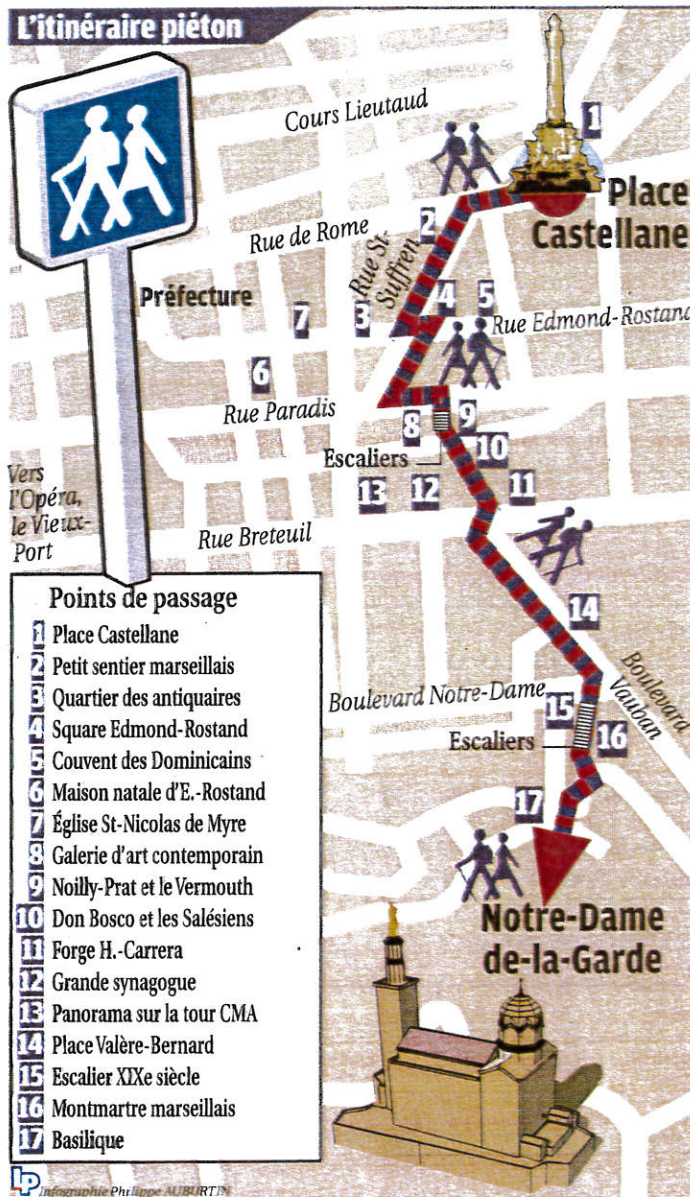 L'itinéraire piéton
Cours Lieutaud
1
Place
Castellane
2
Rue de Rome
Rue St-
Suffren
Préfecture
7
3
4
5
Rue Edmond-Rostand
6
Rue Paradis
8
9
Escaliers
10
Vers
l'Opéra,
le Vieux-
Port
13
12
11
Rue Breteuil
14
Boulevard Notre-Dame
15
Boulevard
Vauban
Escaliers
16
17
Notre-Dame
de-la-Garde
Points de passage
1 Place Castellane
2 Petit sentier marseillais
3 Quartier des antiquaires
4 Square Edmond-Rostand
5 Couvent des Dominicains
6 Maison natale d'E.-Rostand
7 Église St-Nicolas de Myre
8 Galerie d'art contemporain
9 Noilly-Prat et le Vermouth
10 Don Bosco et les Salésiens
11 Forge H.-Carrera
12 Grande synagogue
13 Panorama sur la tour CMA
14 Place Valère-Bernard
15 Escalier XIXe siècle
16 Montmartre marseillais
17 Basilique
LP Infographie Philippe AUBURTIN